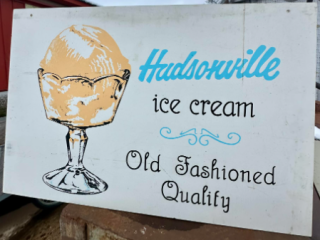 Hudsonville
ice cream
Old Fashioned
Quality